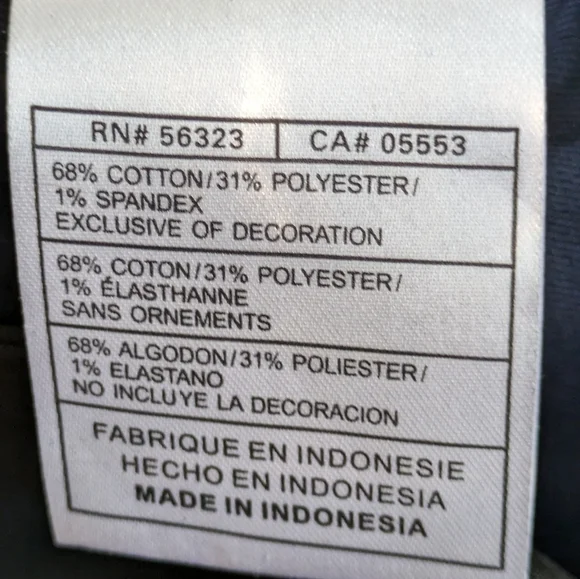 RN# 56323 CA# 05553
68% COTTON/31% POLYESTER/
1% SPANDEX
EXCLUSIVE OF DECORATION
68% COTON/31% POLYESTER/
1% ÉLASTHANNE
SANS ORNEMENTS
68% ALGODON/31% POLIESTER/
1% ELASTANO
NO INCLUYE LA DECORACION
FABRIQUE EN INDONESIE
HECHO EN INDONESIA
MADE IN INDONESIA